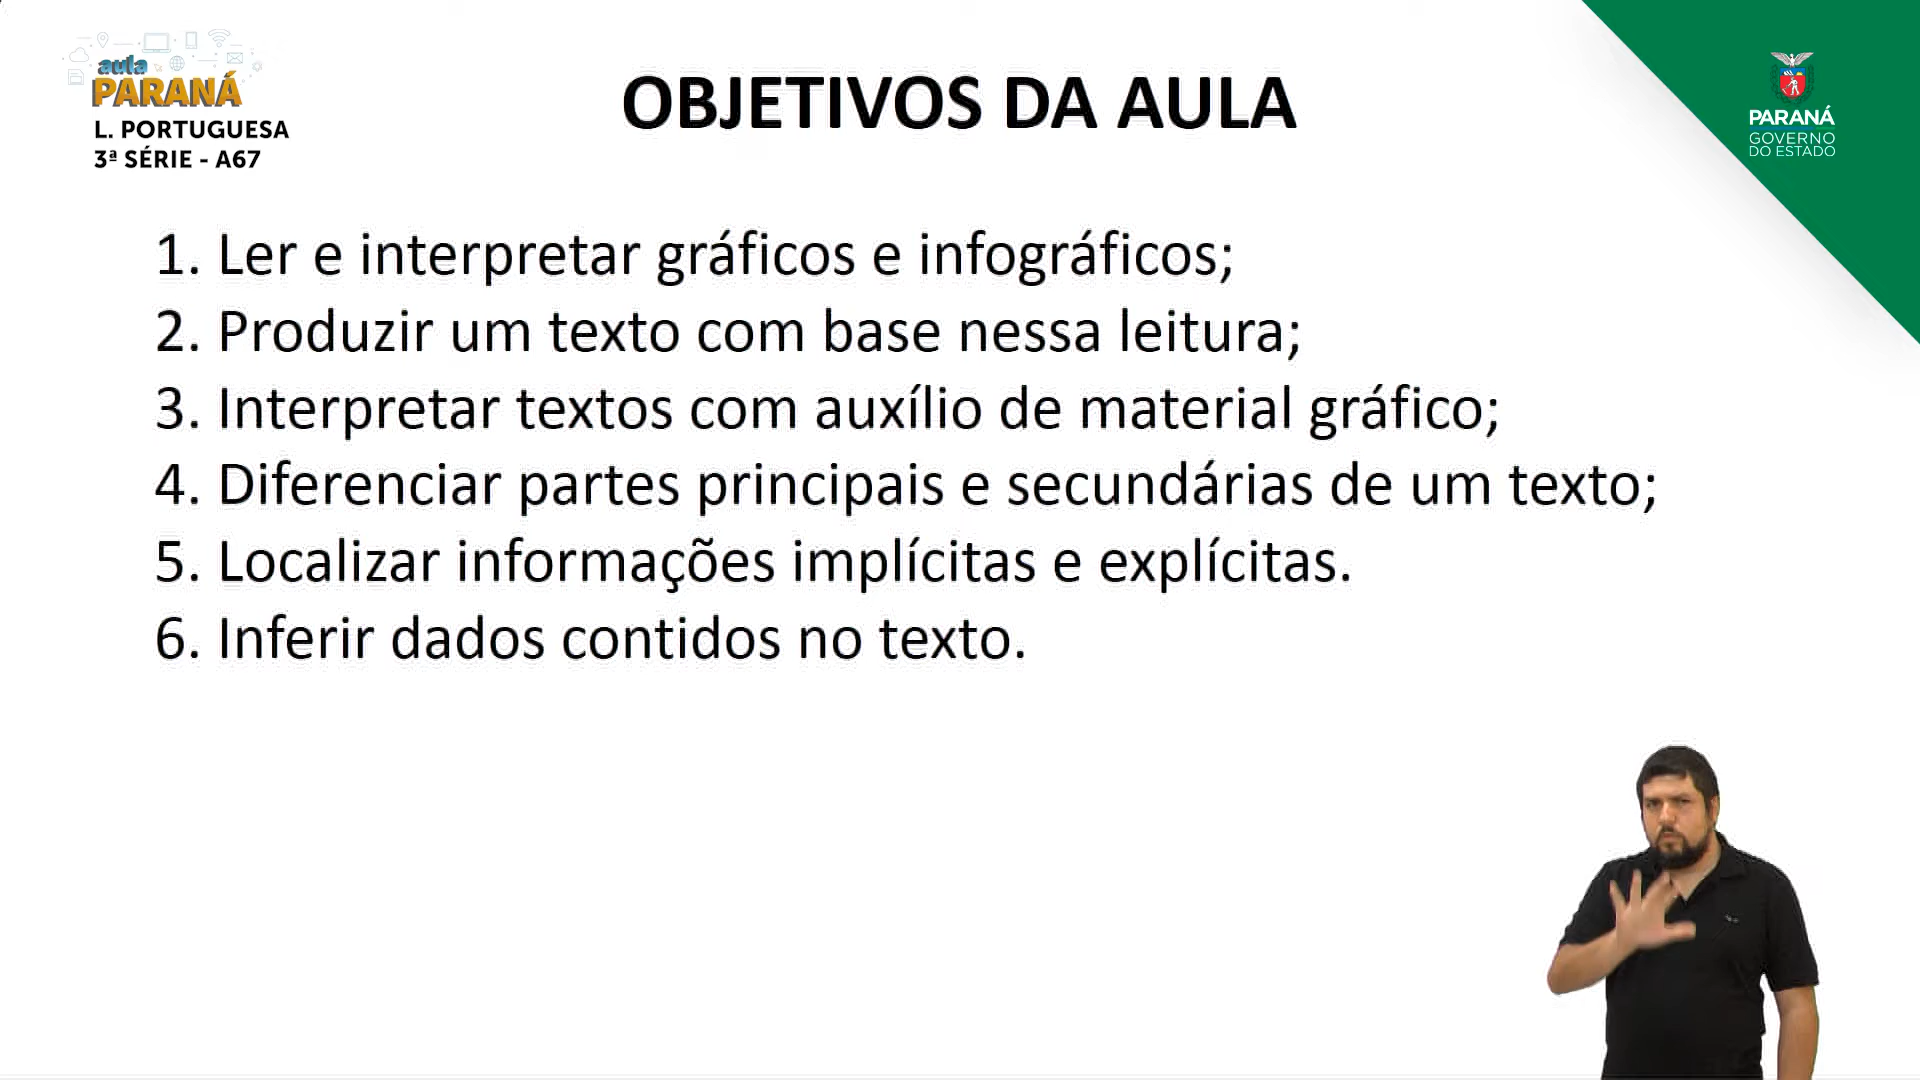 aula
PARANÁ
L. PORTUGUESA
3ª SÉRIE - A67
OBJETIVOS DA AULA
PARANÁ
GOVERNO
DO ESTADO
1. Ler e interpretar gráficos e infográficos;
2. Produzir um texto com base nessa leitura;
3. Interpretar textos com auxílio de material gráfico;
4. Diferenciar partes principais e secundárias de um texto;
5. Localizar informações implícitas e explícitas.
6. Inferir dados contidos no texto.